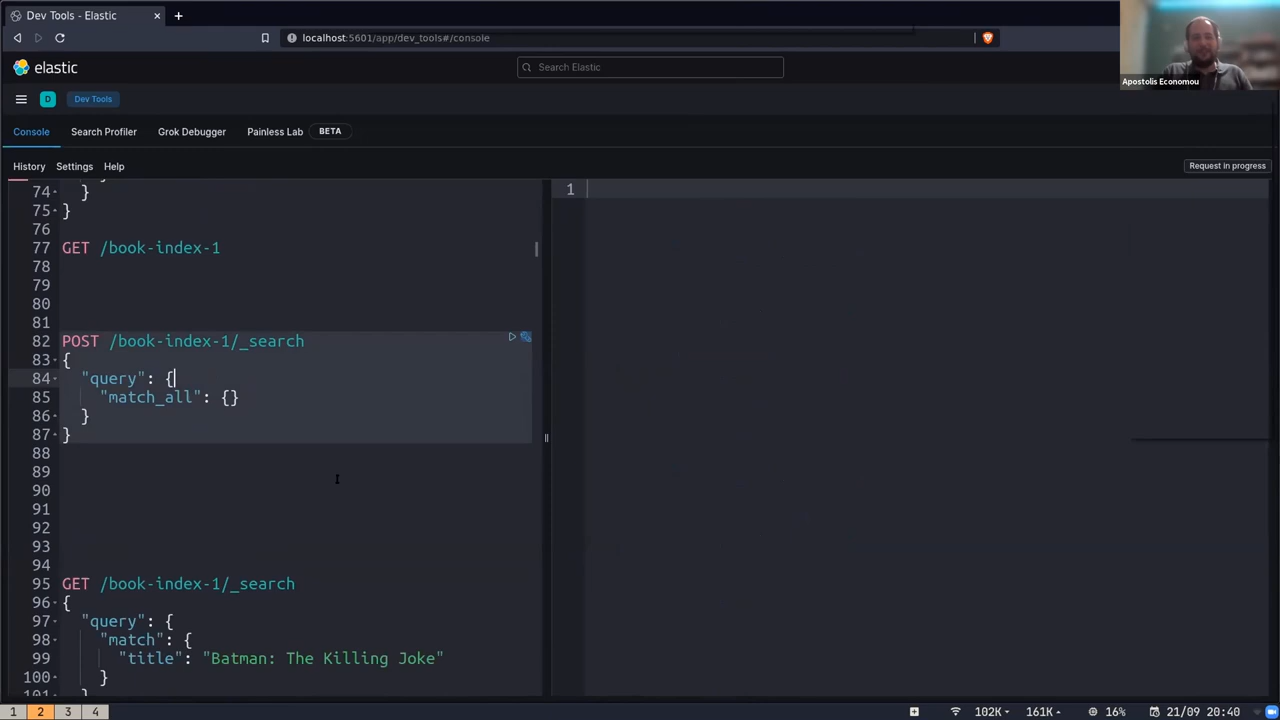 Dev Tools - Elastic
localhost:5601/app/dev_tools#/console
Apostolis Economou
elastic
Search Elastic
D
Dev Tools
Console
Search Profiler
Grok Debugger
Painless Lab
BETA
History
Settings
Help
Request in progress
74 }
75 }
76
77 GET /book-index-1
78
79
80
81
82 POST /book-index-1/_search
83 {
84 "query": {
85 "match_all": {}
86 }
87 }
88
89
90
91
92
93
94
95 GET /book-index-1/_search
96 {
97 "query": {
98 "match": {
99 "title": "Batman: The Killing Joke"
100 }
101 }
1
1 2 3 4
102K 161K 16% 21/09 20:40